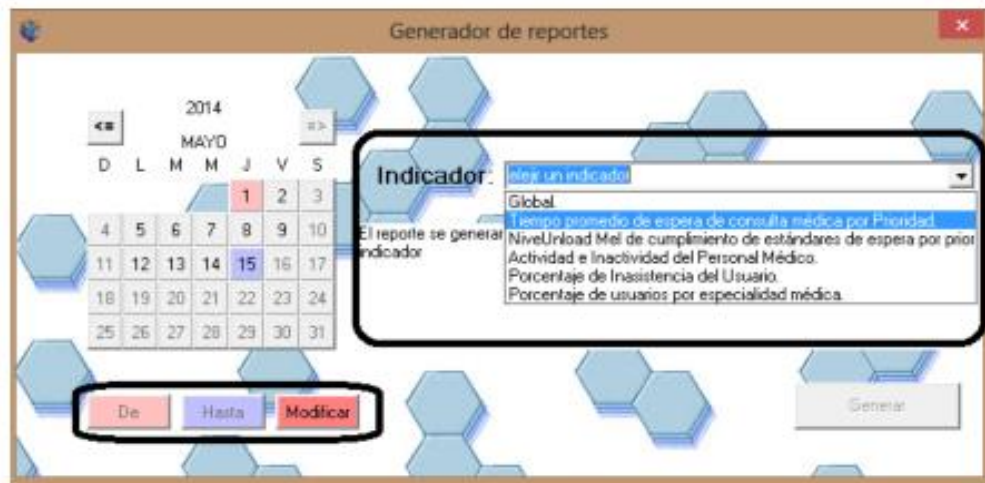 Generador de reportes
2014
<= =>
MAYO
D L M M J V S
1 2 3
4 5 6 7 8 9 10
11 12 13 14 15 16 17
18 19 20 21 22 23 24
25 26 27 28 29 30 31
De Hasta Modificar
Indicador: elejir un indicador
Global.
Tiempo promedio de espera de consulta médica por Prioridad.
NiveUnload Mel de cumplimiento de estándares de espera por prior
Actividad e Inactividad del Personal Médico.
Porcentaje de Inasistencia del Usuario.
Porcentaje de usuarios por especialidad médica.
El reporte se generar
indicador
Generar